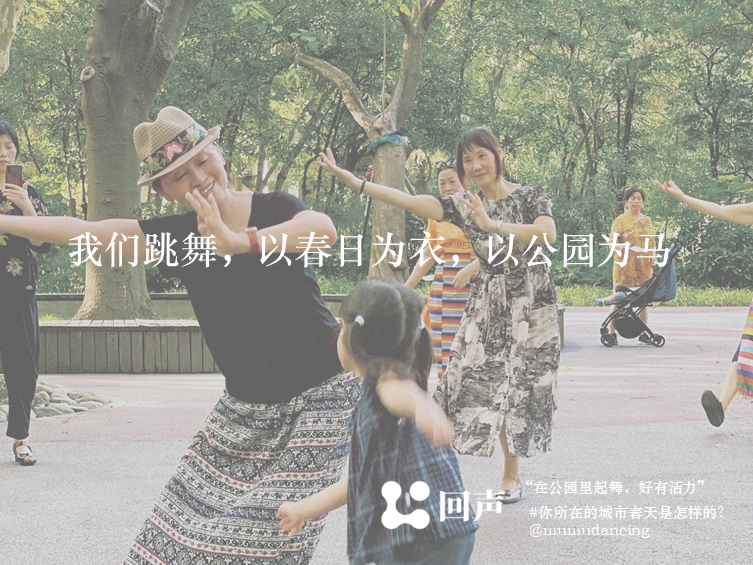 我们跳舞，以春日为衣，以公园为马
回声
“在公园里起舞，好有活力”
#你所在的城市春天是怎样的?
@mumudancing